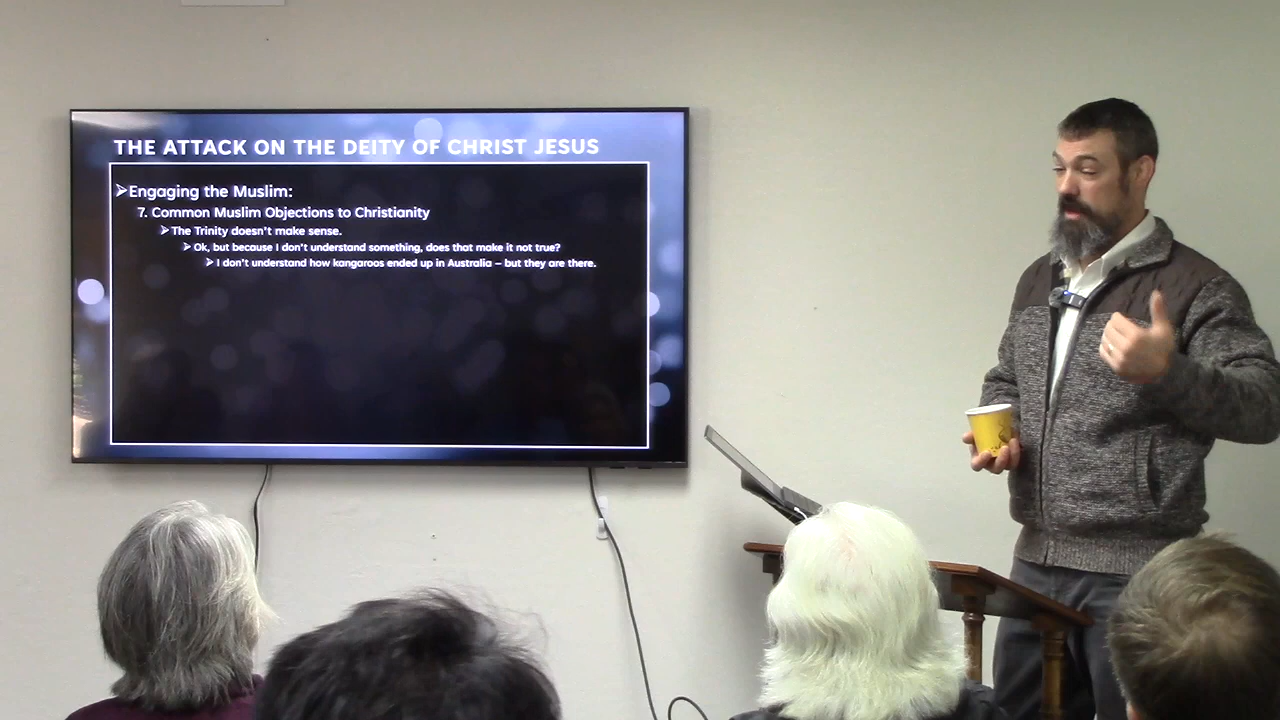 THE ATTACK ON THE DEITY OF CHRIST JESUS
➢Engaging the Muslim:
7. Common Muslim Objections to Christianity
➢The Trinity doesn't make sense.
➢Ok, but because I don't understand something, does that make it not true?
➢I don't understand how kangaroos ended up in Australia – but they are there.